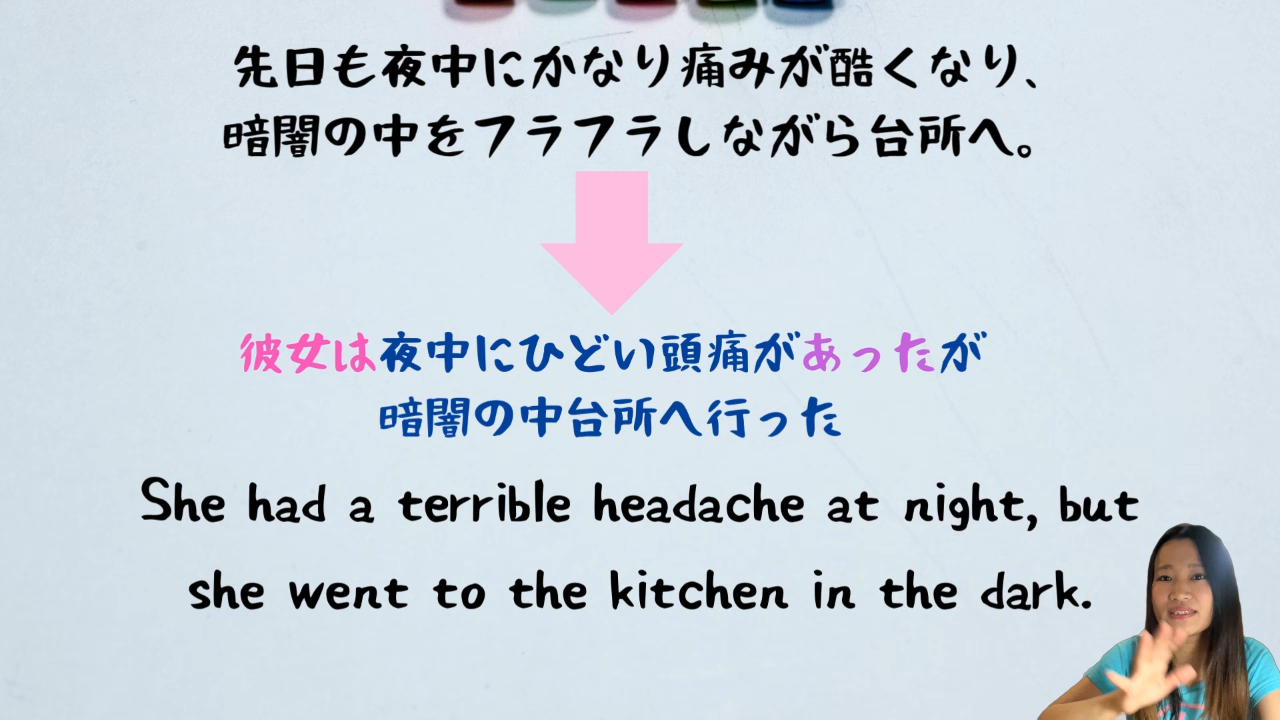 先日も夜中にかなり痛みが酷くなり、
暗闇の中をフラフラしながら台所へ。
彼女は夜中にひどい頭痛があったが
暗闇の中台所へ行った
She had a terrible headache at night, but
she went to the kitchen in the dark.